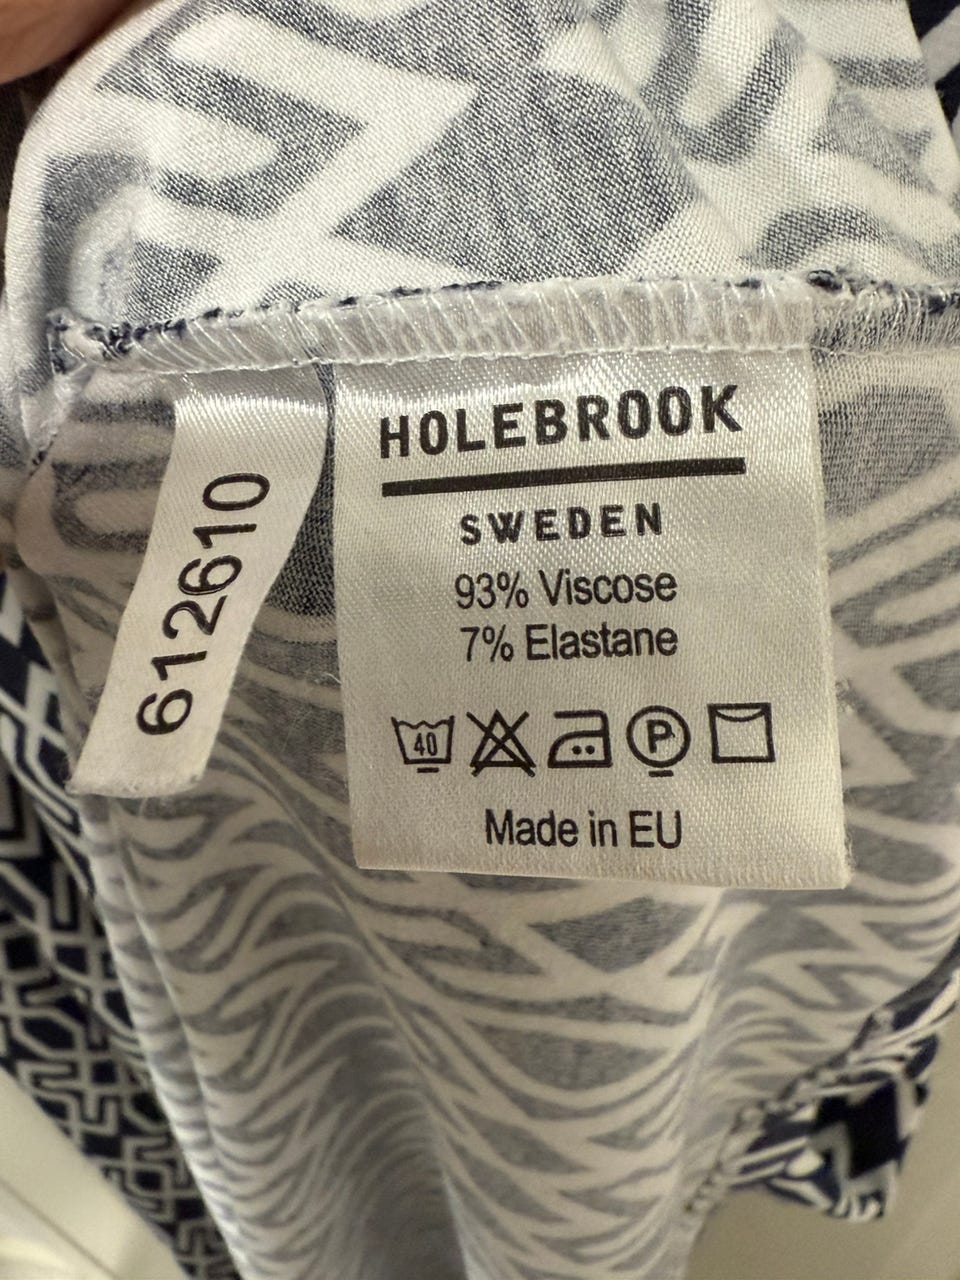 612610
HOLEBROOK
SWEDEN
93% Viscose
7% Elastane
40 P
Made in EU